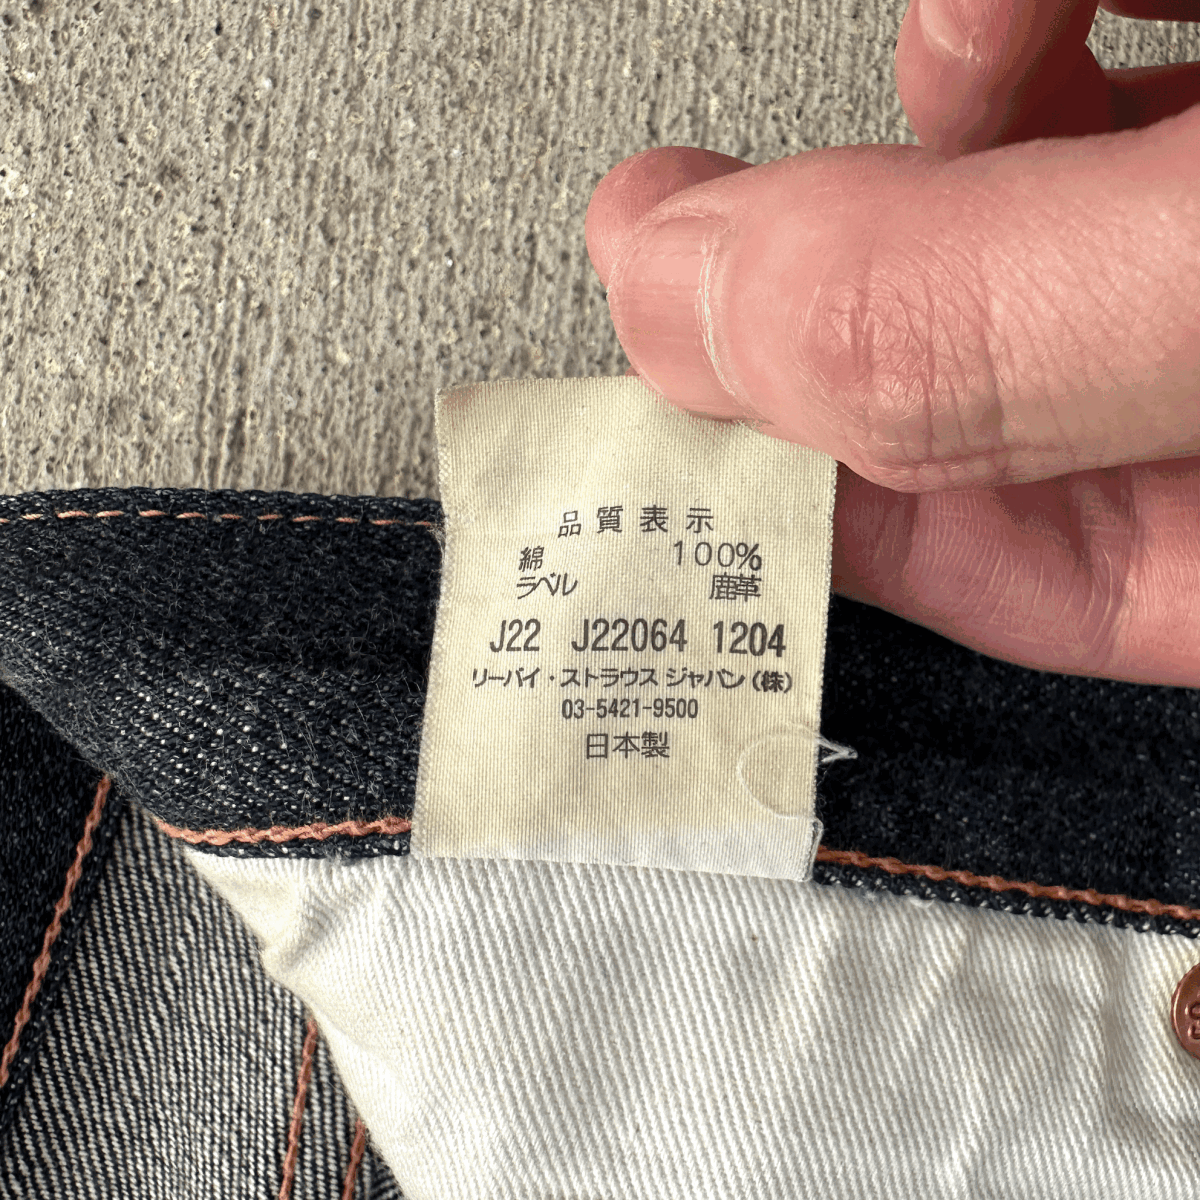 品質表示
綿 100%
ラベル 鹿革
J22 J22064 1204
リーバイ・ストラウス ジャパン(株)
03-5421-9500
日本製